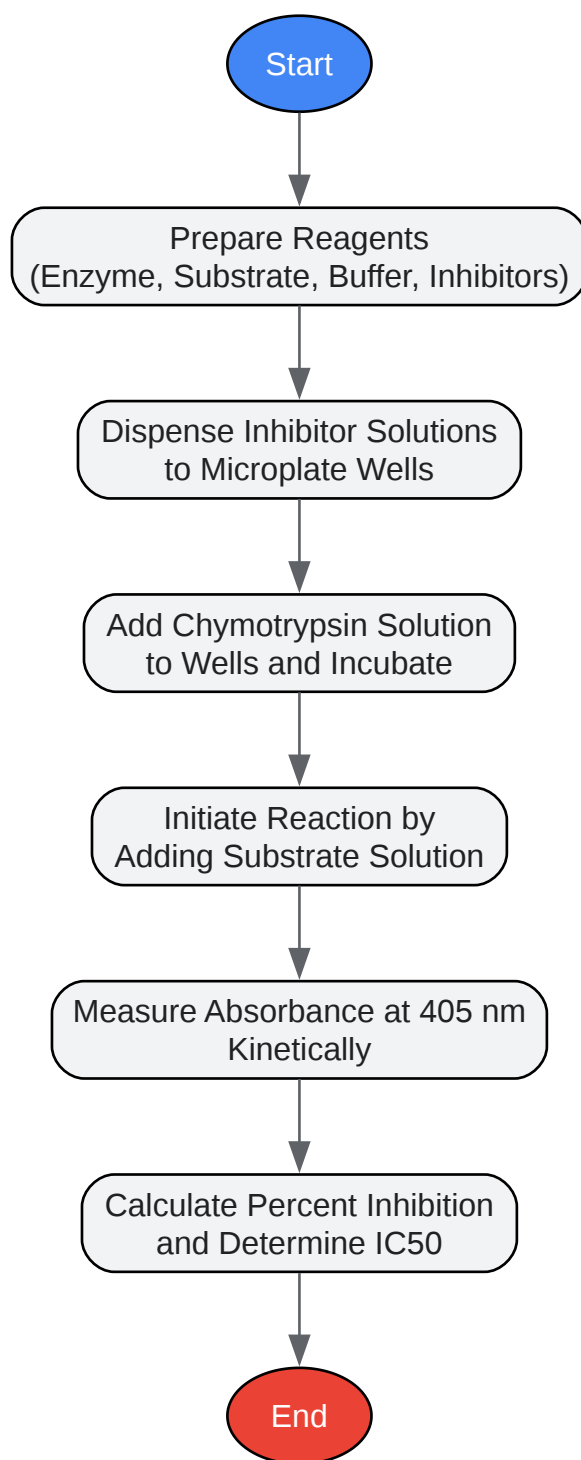 Start
Prepare Reagents
(Enzyme, Substrate, Buffer, Inhibitors)
Dispense Inhibitor Solutions
to Microplate Wells
Add Chymotrypsin Solution
to Wells and Incubate
Initiate Reaction by
Adding Substrate Solution
Measure Absorbance at 405 nm
Kinetically
Calculate Percent Inhibition
and Determine IC50
End